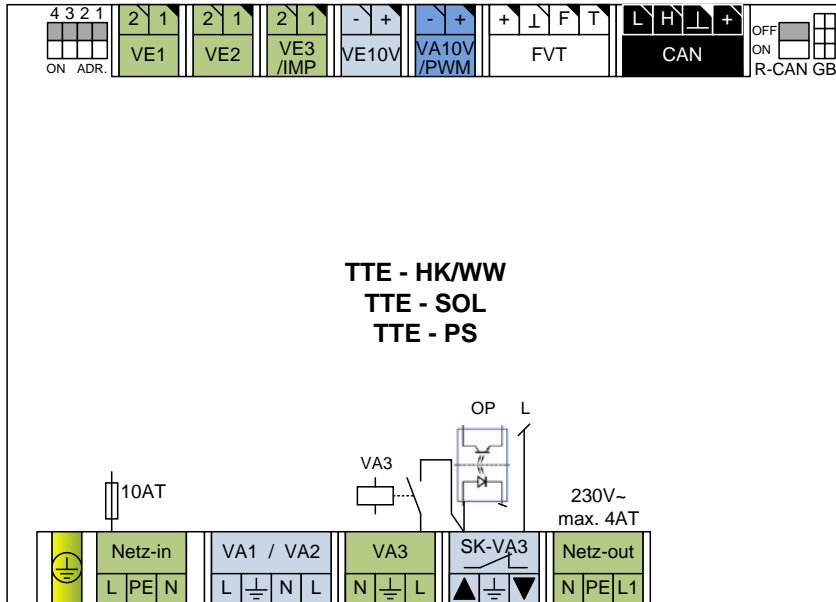 4 3 2 1
ON ADR.
2 1
VE1
2 1
VE2
2 1
VE3
/IMP
- +
VE10V
- +
VA10V
/PWM
+ ⊥ F T
FVT
L H ⊥ +
CAN
OFF
ON
R-CAN GB
TTE - HK/WW
TTE - SOL
TTE - PS
OP L
VA3
10AT
230V~
max. 4AT
Netz-in
L PE N
VA1 / VA2
L N L
VA3
N L
SK-VA3
Netz-out
N PE L1